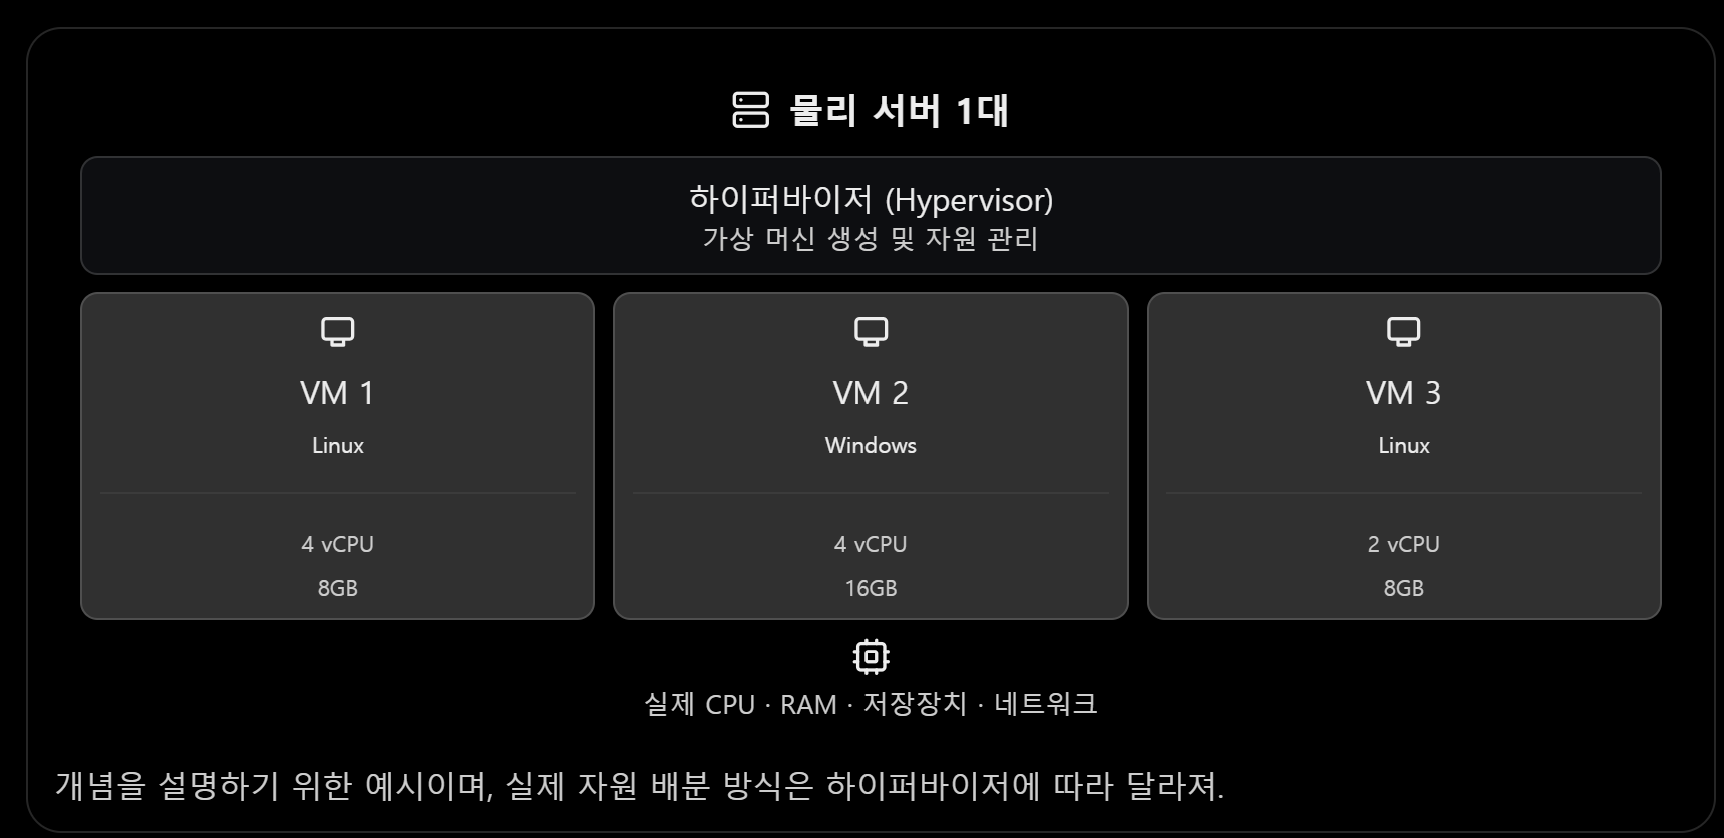 물리 서버 1대
하이퍼바이저 (Hypervisor)
가상 머신 생성 및 자원 관리
VM 1
Linux
4 vCPU
8GB
VM 2
Windows
4 vCPU
16GB
VM 3
Linux
2 vCPU
8GB
실제 CPU · RAM · 저장장치 · 네트워크
개념을 설명하기 위한 예시이며, 실제 자원 배분 방식은 하이퍼바이저에 따라 달라져.